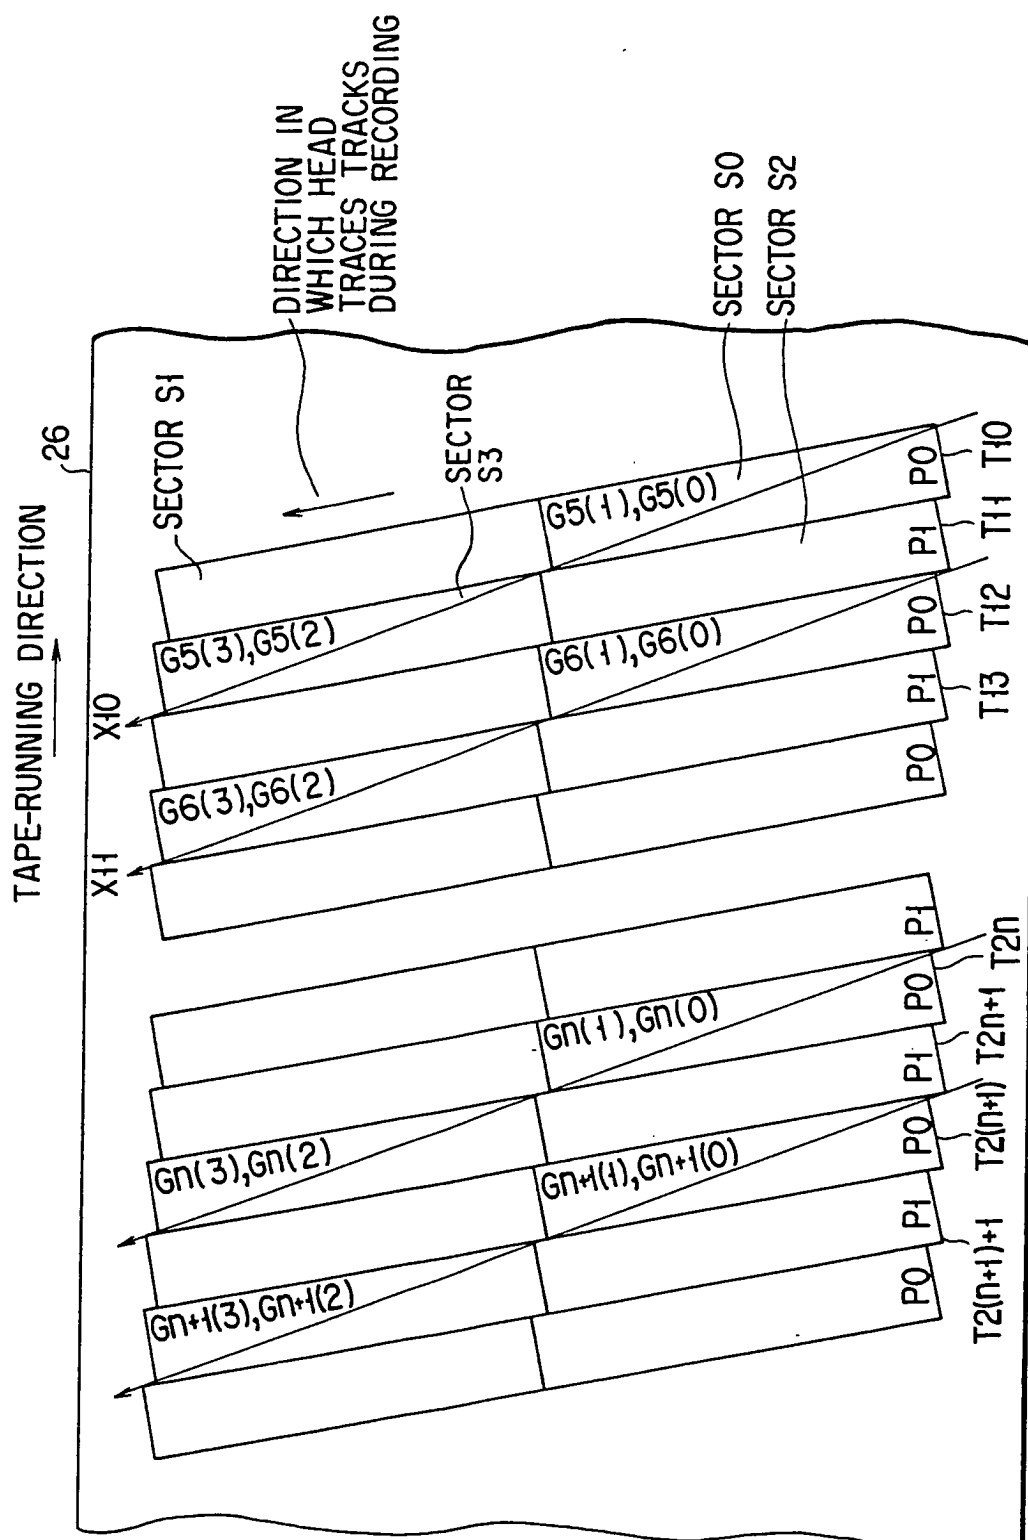 TAPE-RUNNING DIRECTION
26
X11
X10
SECTOR S1
DIRECTION IN
WHICH HEAD
TRACES TRACKS
DURING RECORDING
SECTOR
S3
Gn+1(3),Gn+1(2)
Gn(3),Gn(2)
G6(3),G6(2)
G5(3),G5(2)
Gn+1(1),Gn+1(0)
Gn(1),Gn(0)
G6(1),G6(0)
G5(1),G5(0)
SECTOR S0
SECTOR S2
P0
P1
P0
P1
P0
P1
P0
P1
P0
P1
P0
T2(n+1)+1
T2(n+1)
T2n+1
T2n
T13
T12
T11
T10